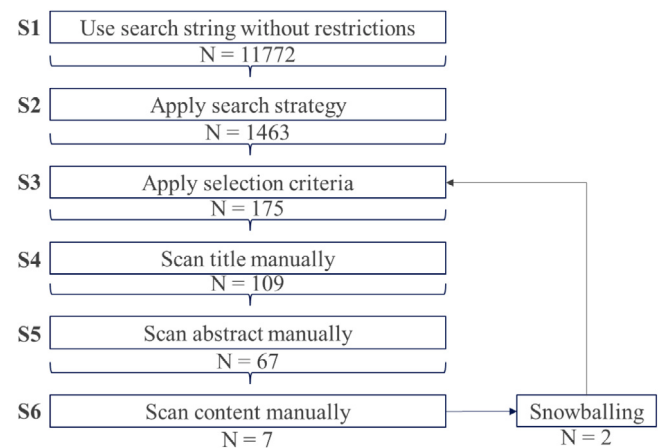 S1 Use search string without restrictions
N = 11772
S2 Apply search strategy
N = 1463
S3 Apply selection criteria
N = 175
S4 Scan title manually
N = 109
S5 Scan abstract manually
N = 67
S6 Scan content manually Snowballing
N = 7 N = 2